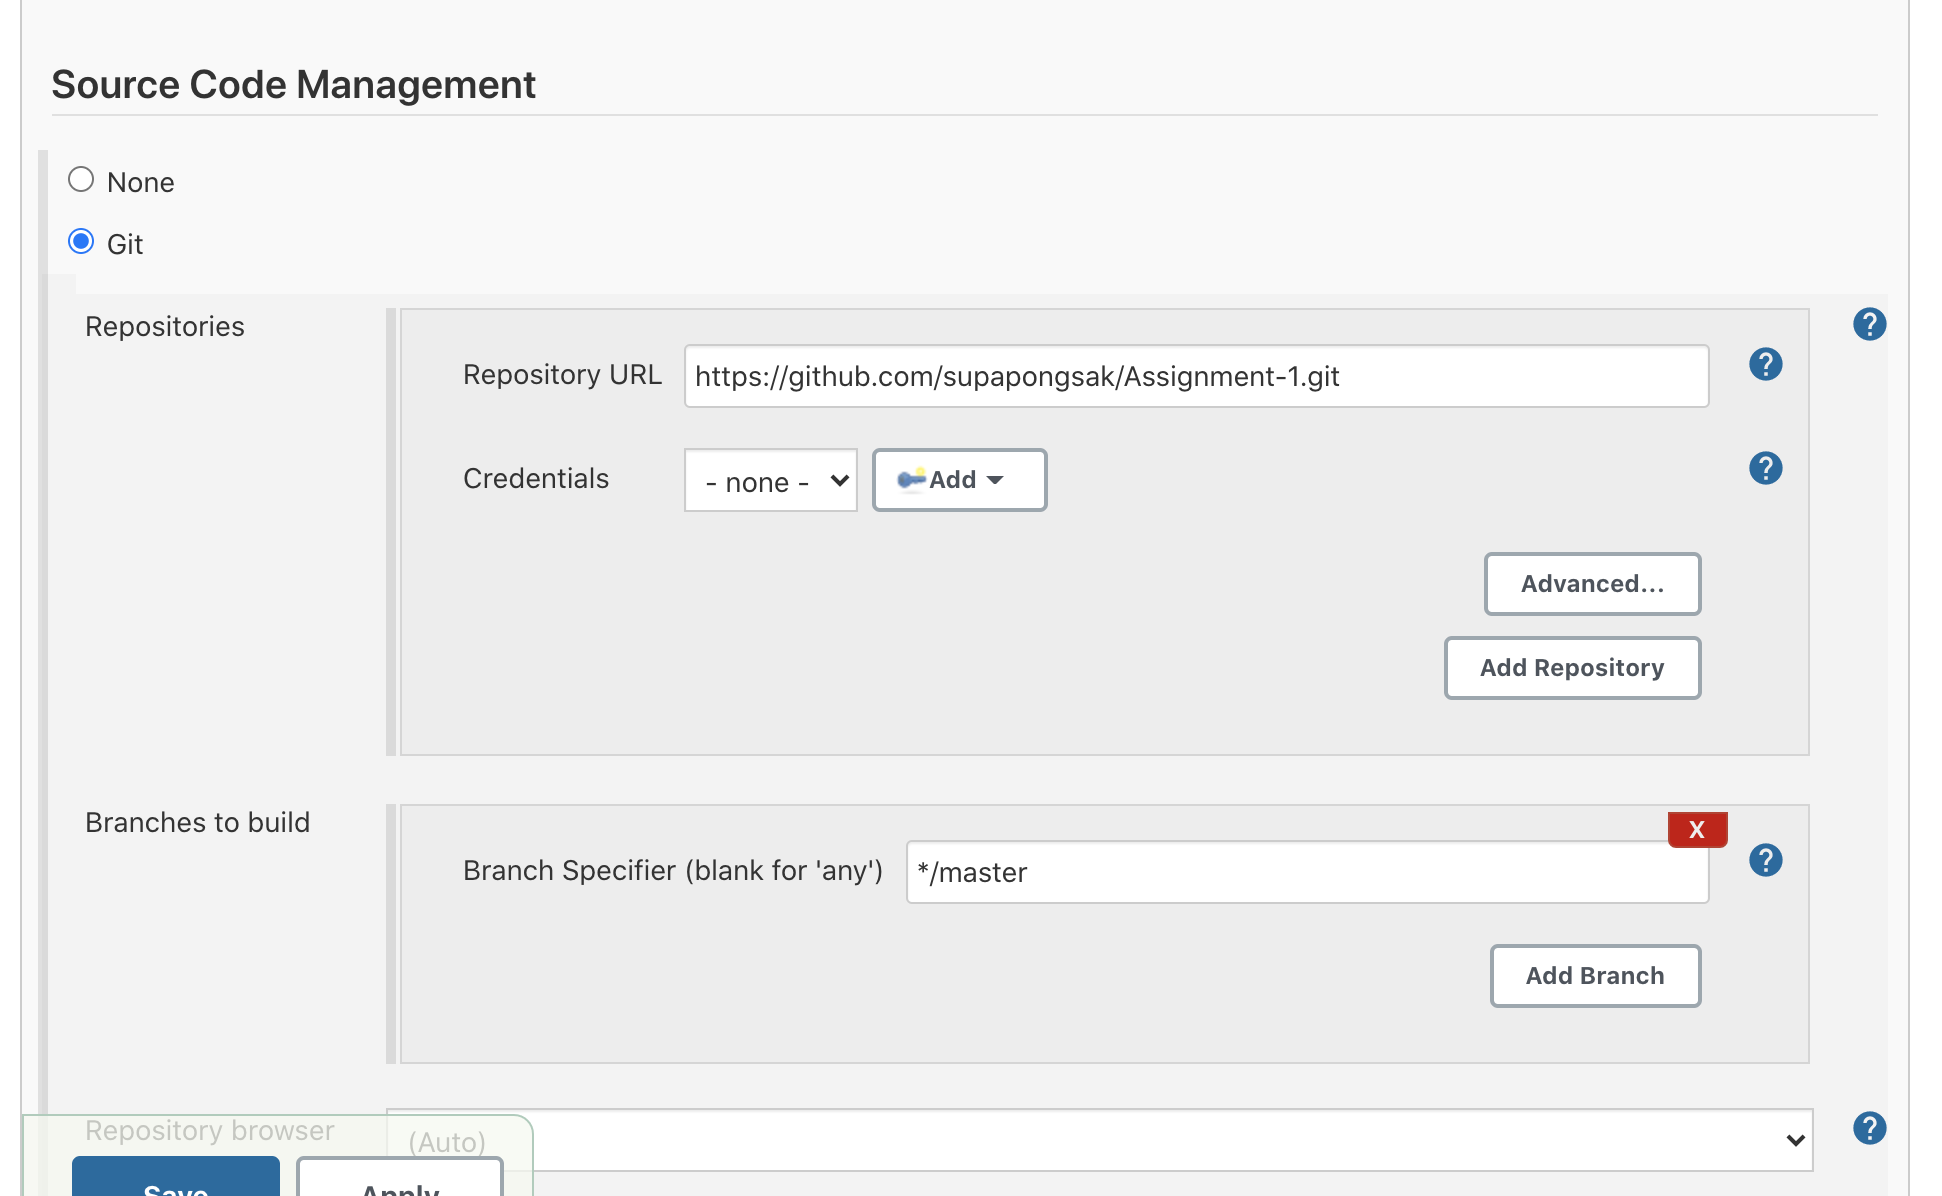 Source Code Management
None
Git
Repositories
Repository URL https://github.com/supapongsak/Assignment-1.git
Credentials - none - Add
Advanced...
Add Repository
Branches to build
X
Branch Specifier (blank for 'any') */master
Add Branch
Repository browser (Auto)
Save Apply
? ? ? ? ?